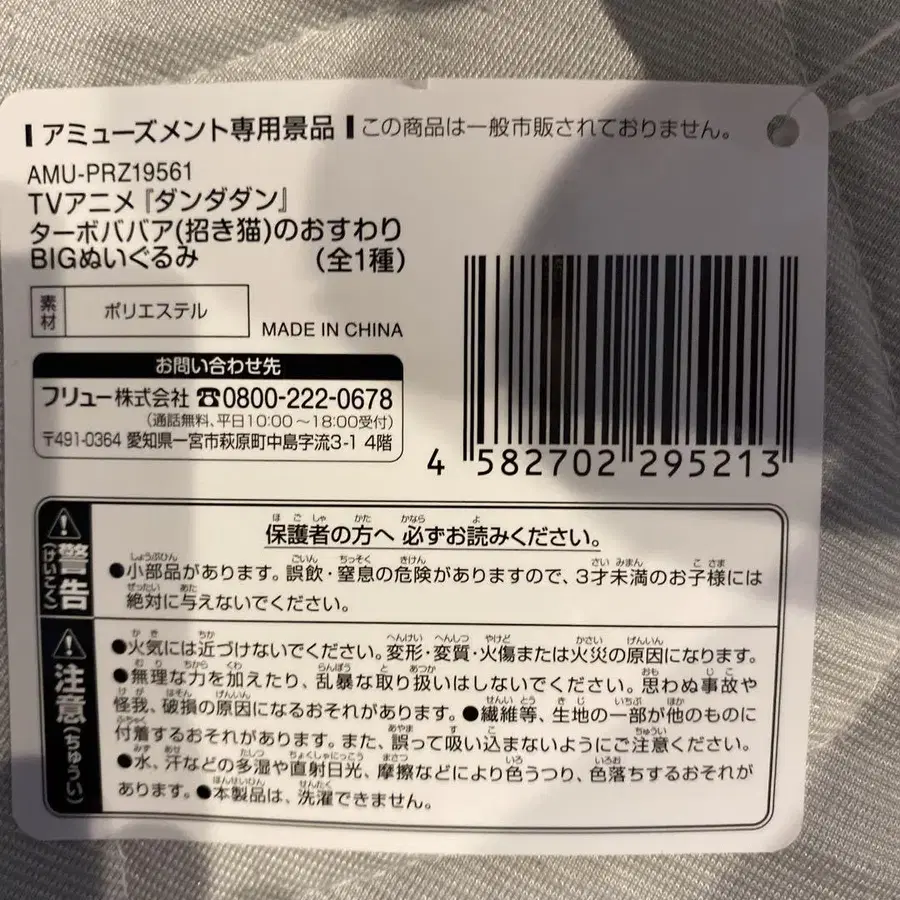 アミューズメント専用景品 この商品は一般市販されておりません。
AMU-PRZ19561
TVアニメ『ダンダダン』
ターボババア(招き猫)のおすわり
BIGぬいぐるみ (全1種)
素材 ポリエステル
MADE IN CHINA
お問い合わせ先
フリュー株式会社 ☎0800-222-0678
(通話無料、平日10:00～18:00受付)
〒491-0364 愛知県一宮市萩原町中島字流3-1 4階
4 582702 295213
警告(けいこく)
保護者の方へ 必ずお読みください。
●小部品があります。誤飲・窒息の危険がありますので、3才未満のお子様には
絶対に与えないでください。
注意(ちゅうい)
●火気には近づけないでください。変形・変質・火傷または火災の原因になります。
●無理な力を加えたり、乱暴な取り扱いはしないでください。思わぬ事故や
怪我、破損の原因になるおそれがあります。●繊維等、生地の一部が他のものに
付着するおそれがあります。また、誤って吸い込まないようにご注意ください。
●水、汗などの多湿や直射日光、摩擦などにより色うつり、色落ちするおそれが
あります。●本製品は、洗濯できません。